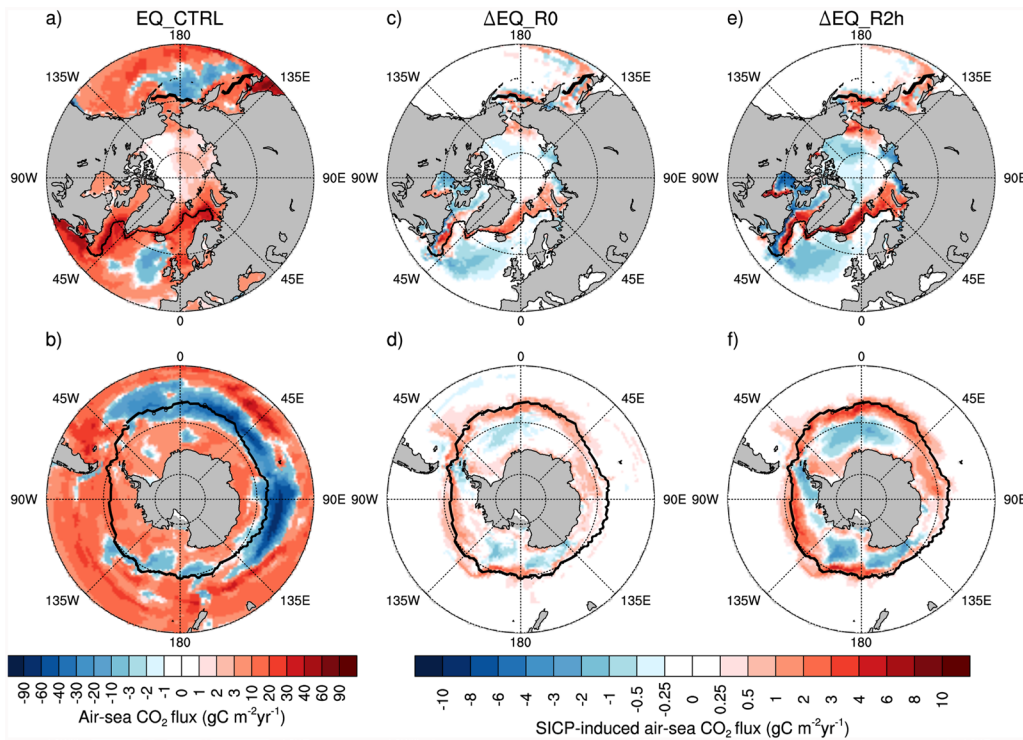 a) EQ_CTRL
180
135W 135E
90W 90E
45W 45E
0
c) ΔEQ_R0
180
135W 135E
90W 90E
45W 45E
0
e) ΔEQ_R2h
180
135W 135E
90W 90E
45W 45E
0
b)
0
45W 45E
90W 90E
135W 135E
180
d)
0
45W 45E
90W 90E
135W 135E
180
f)
0
45W 45E
90W 90E
135W 135E
180
-90 -60 -40 -30 -20 -10 -3 -2 -1 0 1 2 3 10 20 30 40 60 90
Air-sea CO₂ flux (gC m⁻²yr⁻¹)
-10 -8 -6 -4 -3 -2 -1 -0.5 -0.25 0 0.25 0.5 1 2 3 4 6 8 10
SICP-induced air-sea CO₂ flux (gC m⁻²yr⁻¹)